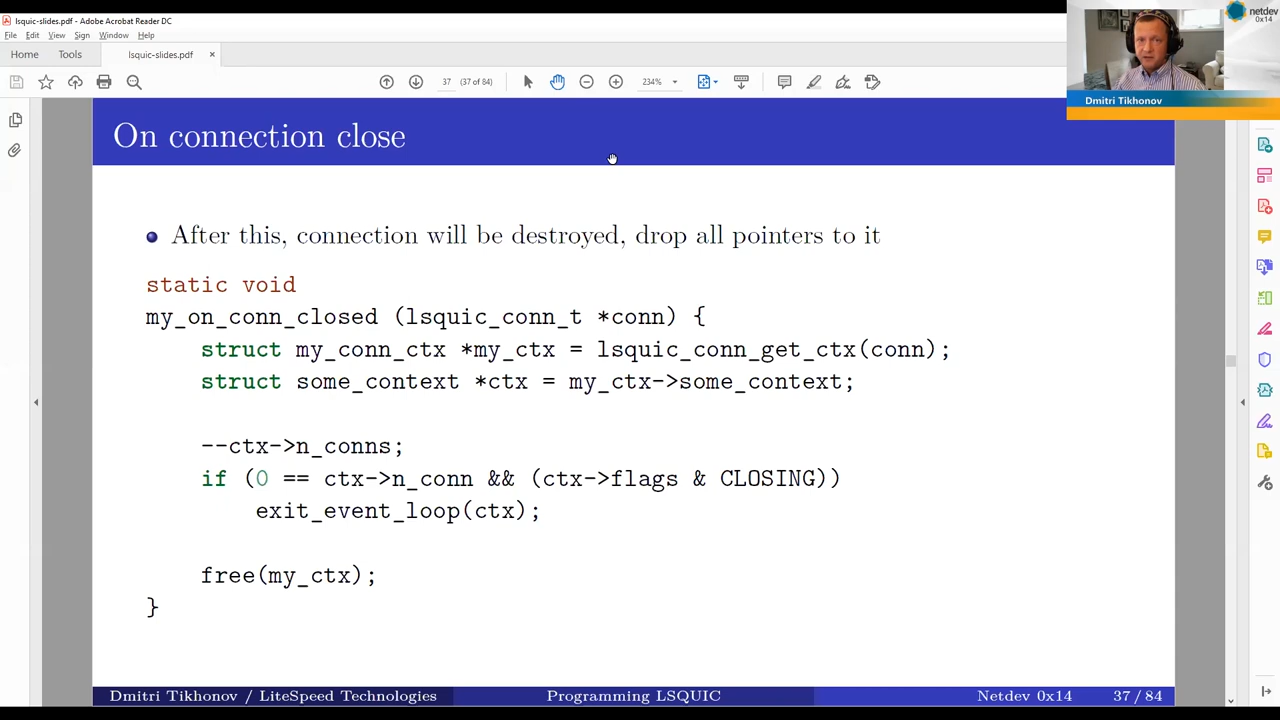 lsquic-slides.pdf - Adobe Acrobat Reader DC
File Edit View Sign Window Help
Home Tools lsquic-slides.pdf ×
37 (37 of 84) 234%
netdev
0x14
Dmitri Tikhonov
On connection close
After this, connection will be destroyed, drop all pointers to it
static void
my_on_conn_closed (lsquic_conn_t *conn) {
struct my_conn_ctx *my_ctx = lsquic_conn_get_ctx(conn);
struct some_context *ctx = my_ctx->some_context;
--ctx->n_conns;
if (0 == ctx->n_conn && (ctx->flags & CLOSING))
exit_event_loop(ctx);
free(my_ctx);
}
Dmitri Tikhonov / LiteSpeed Technologies Programming LSQUIC Netdev 0x14 37 / 84